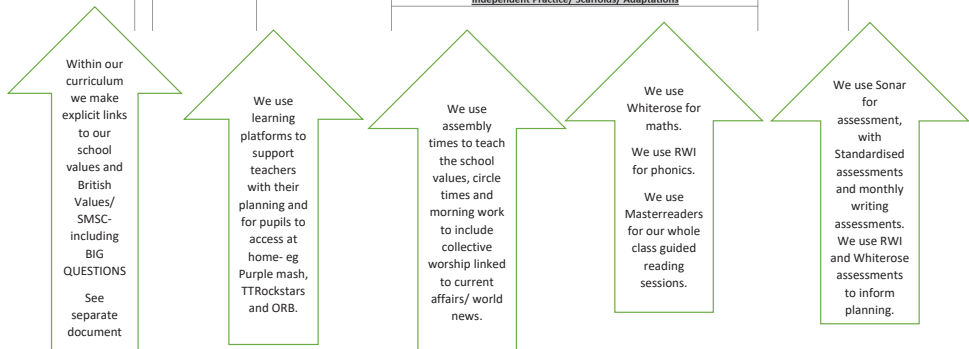 Independent Practice/ Scaffolds/ Adaptations
Within our
curriculum
we make
explicit links
to our
school
values and
British
Values/
SMSC-
including
BIG
QUESTIONS
See
separate
document
We use
learning
platforms to
support
teachers
with their
planning and
for pupils to
access at
home- eg
Purple mash,
TTRockstars
and ORB.
We use
assembly
times to teach
the school
values, circle
times and
morning work
to include
collective
worship linked
to current
affairs/ world
news.
We use
Whiterose for
maths.
We use RWI
for phonics.
We use
Masterreaders
for our whole
class guided
reading
sessions.
We use Sonar
for
assessment,
with
Standardised
assessments
and monthly
writing
assessments.
We use RWI
and Whiterose
assessments
to inform
planning.